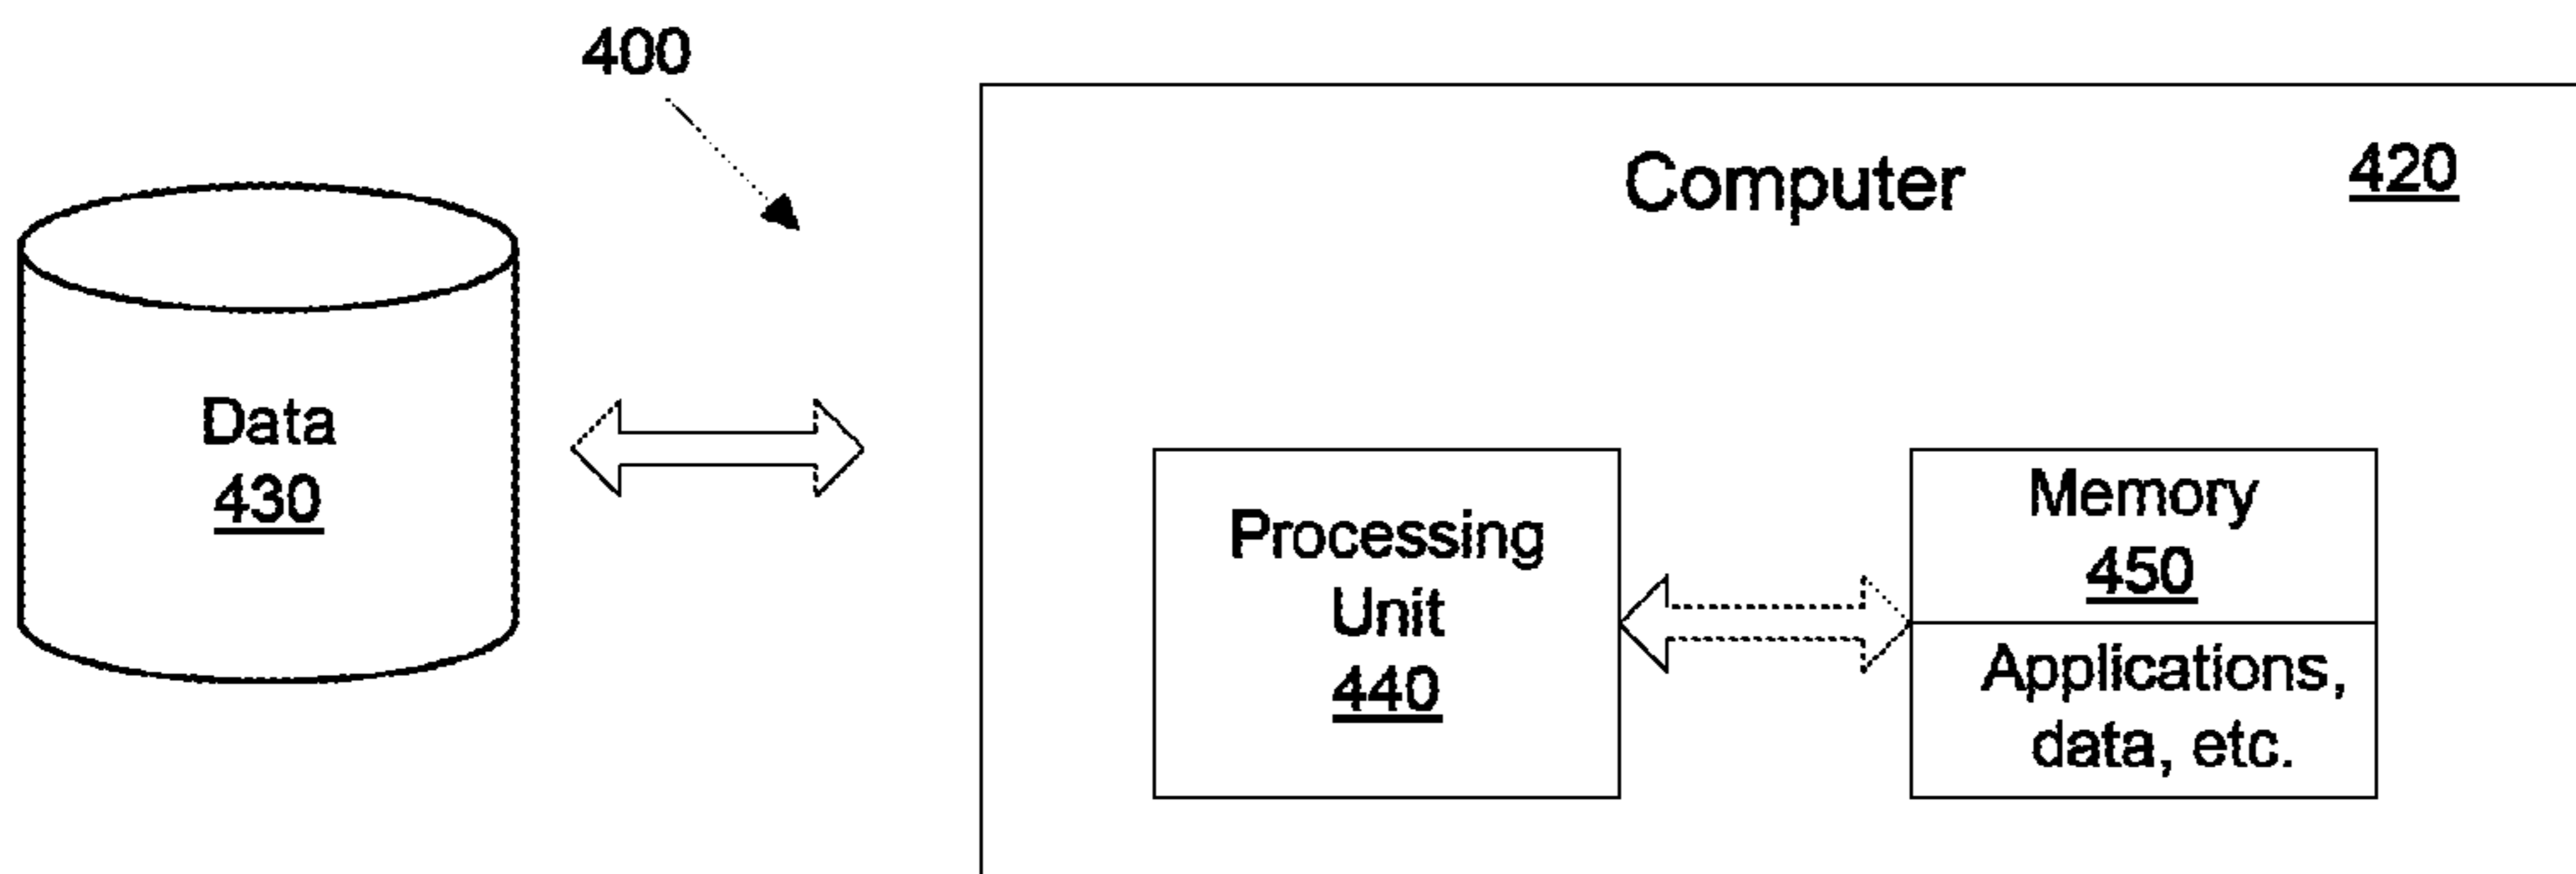 400
Computer
420
Data
430
Processing
Unit
440
Memory
450
Applications,
data, etc.